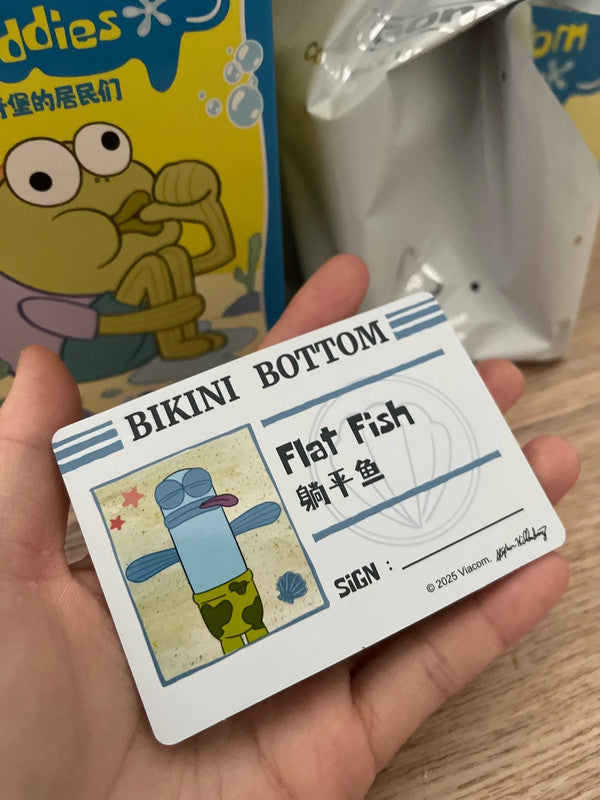 ddies
堡的居民们
BIKINI BOTTOM
Flat Fish
躺平鱼
SiGN :
© 2025 Viacom.